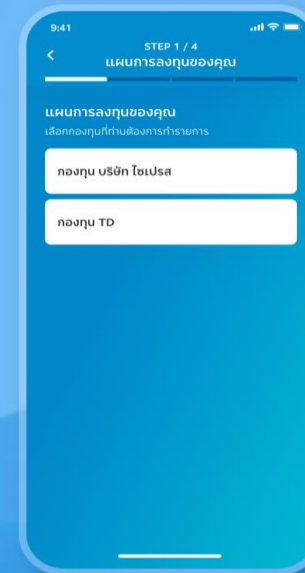 9:41
STEP 1 / 4
แผนการลงทุนของคุณ
แผนการลงทุนของคุณ
เลือกกองทุนที่ท่านต้องการทำรายการ
กองทุน บริษัท ไซเปรส
กองทุน TD